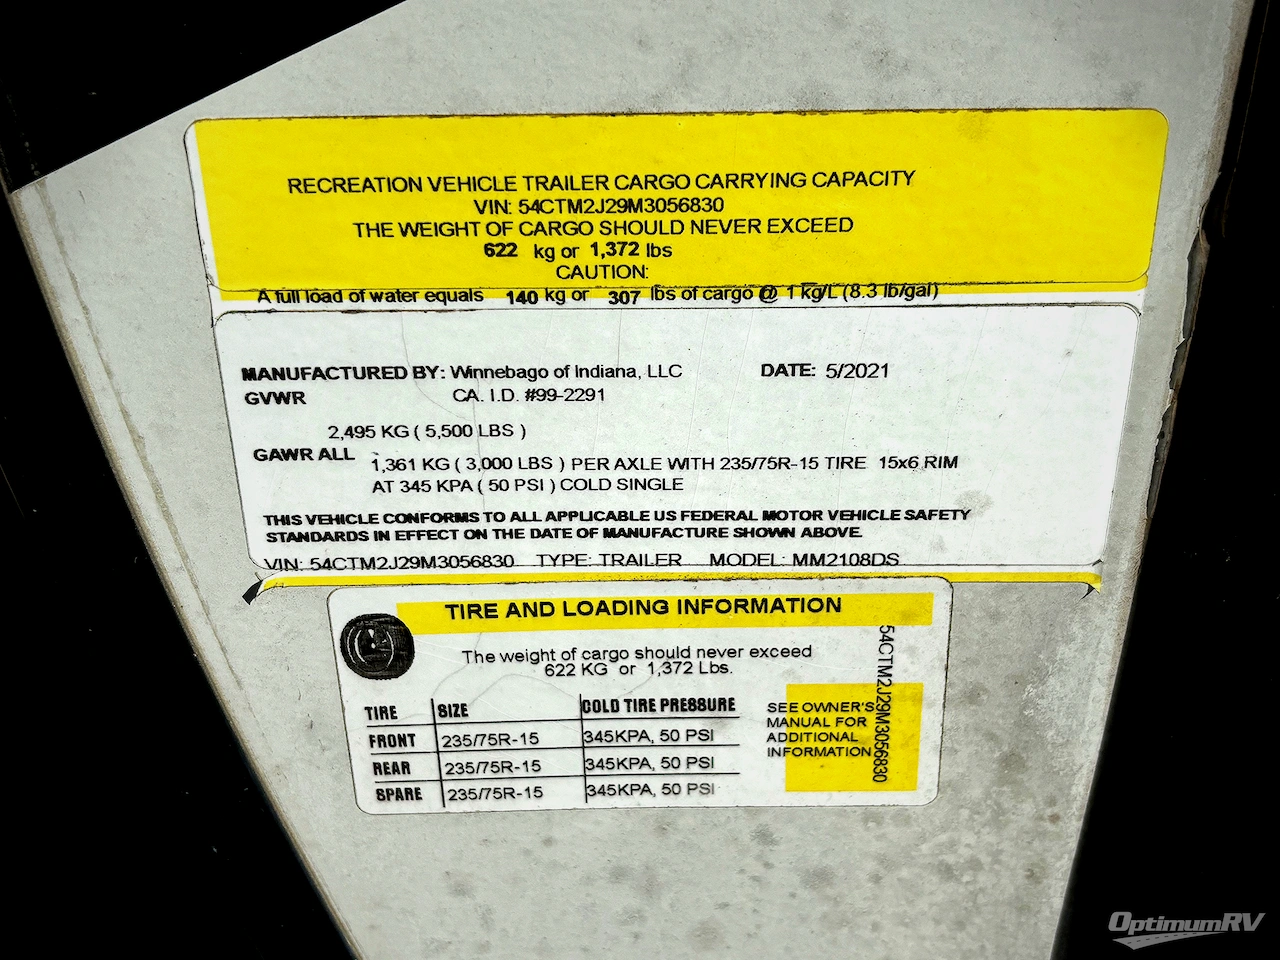 RECREATION VEHICLE TRAILER CARGO CARRYING CAPACITY
VIN: 54CTM2J29M3056830
THE WEIGHT OF CARGO SHOULD NEVER EXCEED
622 kg or 1,372 lbs
CAUTION:
A full load of water equals 140 kg or 307 lbs of cargo @ 1 kg/L (8.3 lb/gal)
MANUFACTURED BY: Winnebago of Indiana, LLC DATE: 5/2021
GVWR CA. I.D. #99-2291
2,495 KG ( 5,500 LBS )
GAWR ALL 1,361 KG ( 3,000 LBS ) PER AXLE WITH 235/75R-15 TIRE 15x6 RIM
AT 345 KPA ( 50 PSI ) COLD SINGLE
THIS VEHICLE CONFORMS TO ALL APPLICABLE US FEDERAL MOTOR VEHICLE SAFETY
STANDARDS IN EFFECT ON THE DATE OF MANUFACTURE SHOWN ABOVE.
VIN: 54CTM2J29M3056830 TYPE: TRAILER MODEL: MM2108DS
TIRE AND LOADING INFORMATION
The weight of cargo should never exceed
622 KG or 1,372 Lbs.
TIRE SIZE COLD TIRE PRESSURE
FRONT 235/75R-15 345KPA, 50 PSI
REAR 235/75R-15 345KPA, 50 PSI
SPARE 235/75R-15 345KPA, 50 PSI
SEE OWNER'S
MANUAL FOR
ADDITIONAL
INFORMATION
54CTM2J29M3056830
OptimumRV